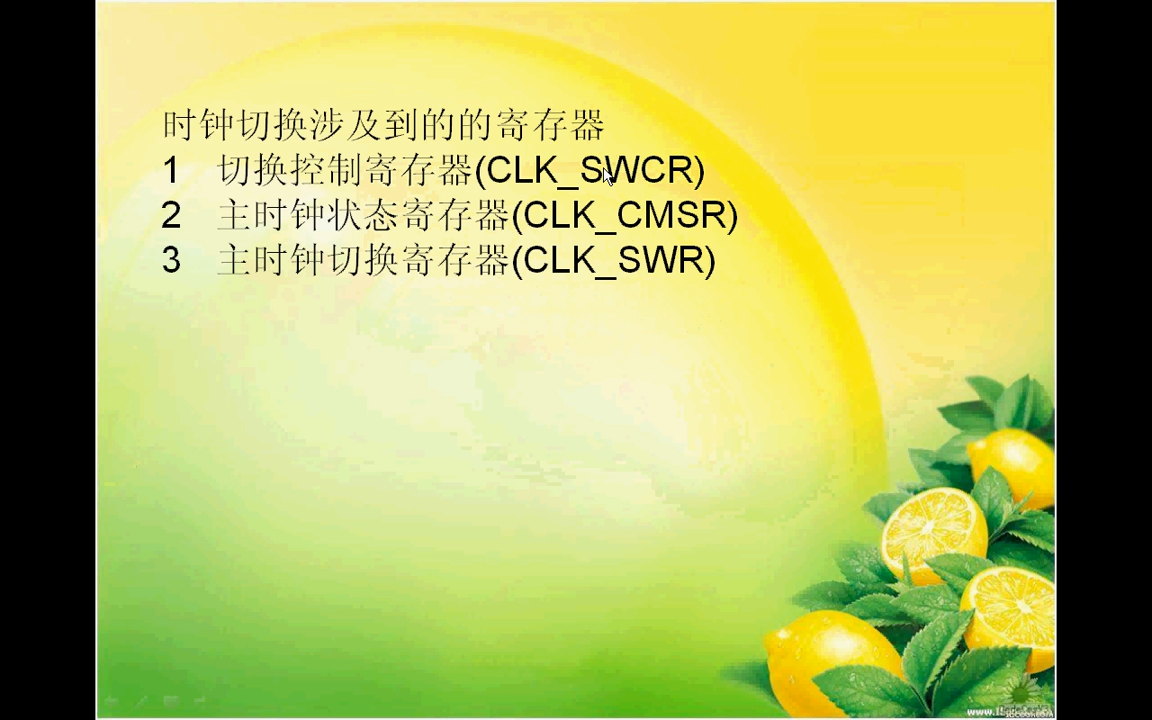 时钟切换涉及到的的寄存器
1 切换控制寄存器(CLK_SWCR)
2 主时钟状态寄存器(CLK_CMSR)
3 主时钟切换寄存器(CLK_SWR)